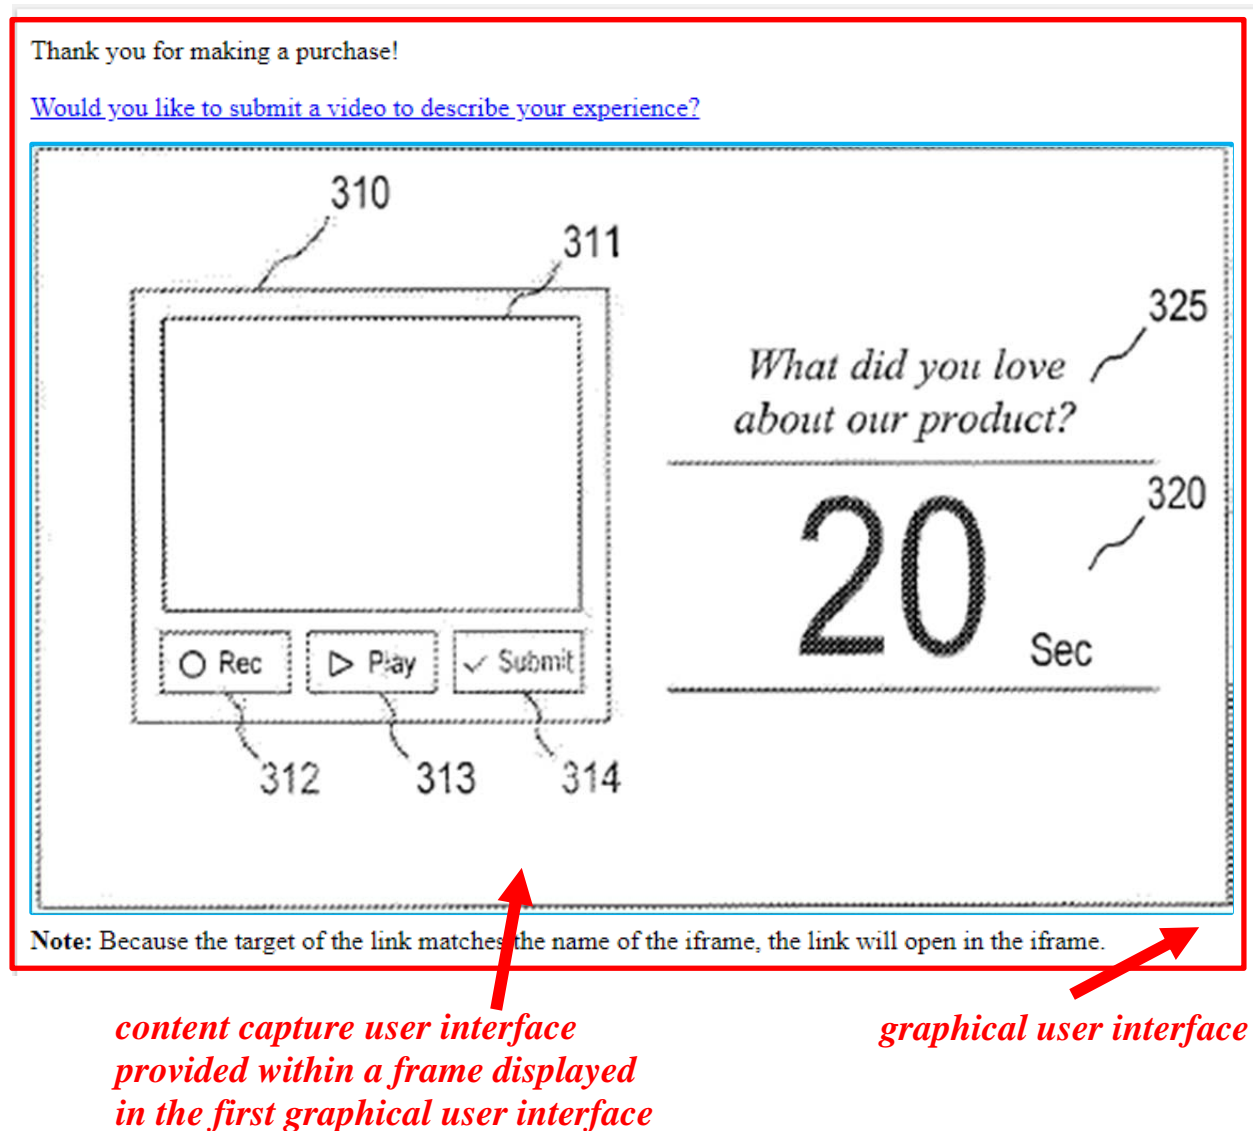 Thank you for making a purchase!
Would you like to submit a video to describe your experience?
310
311
325
What did you love
about our product?
320
20 Sec
Rec Play Submit
312 313 314
Note: Because the target of the link matches the name of the iframe, the link will open in the iframe.
content capture user interface
provided within a frame displayed
in the first graphical user interface
graphical user interface